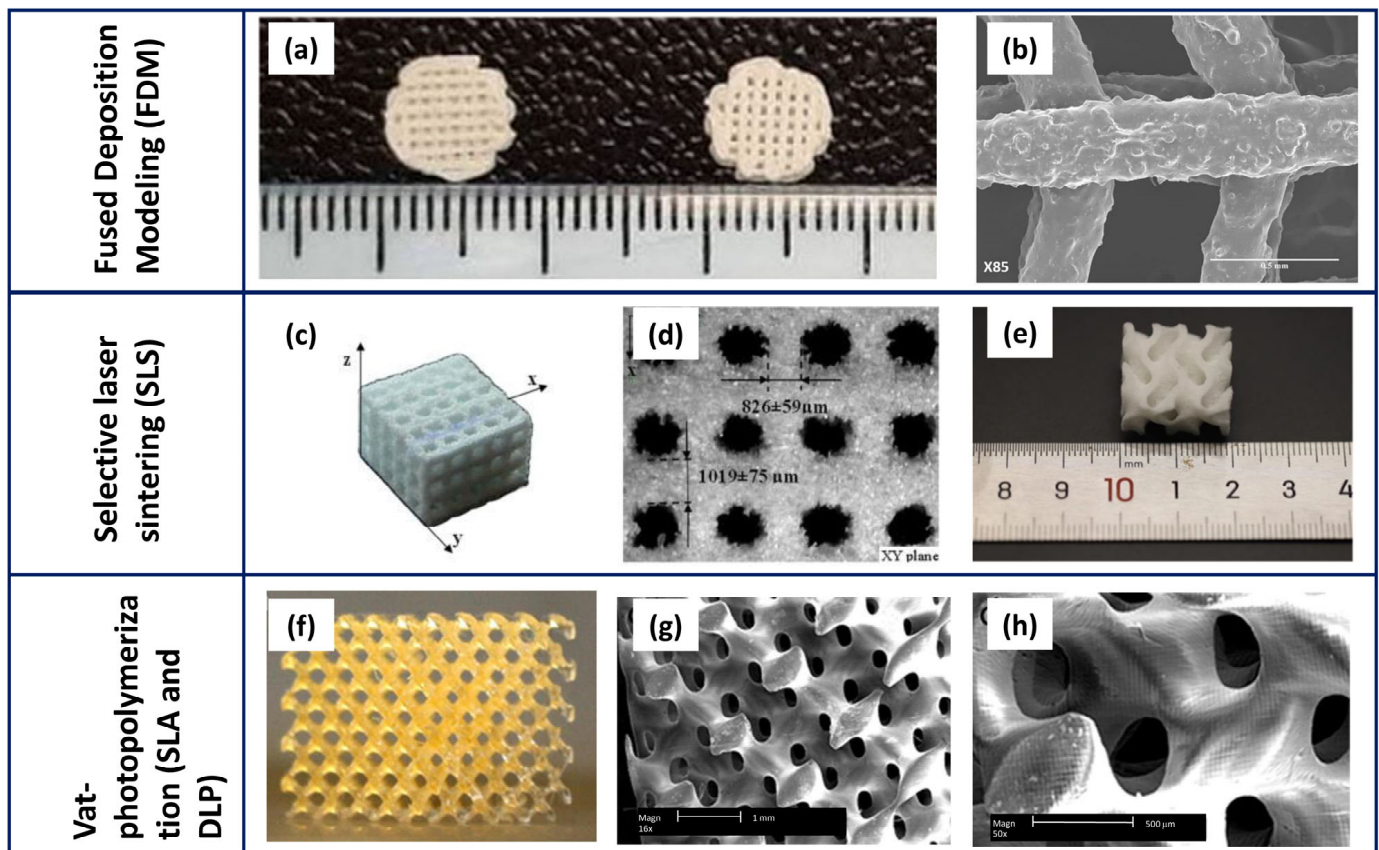 Fused Deposition
Modeling (FDM)
(a)
(b)
X85
0.5 mm
Selective laser
sintering (SLS)
(c)
z
x
y
(d)
X
826±59µm
1019±75 µm
XY plane
(e)
mm
8 9 10 1 2 3 4
Vat-
photopolymeriza
tion (SLA and
DLP)
(f)
(g)
Magn
16x
1 mm
(h)
Magn
50x
500 µm